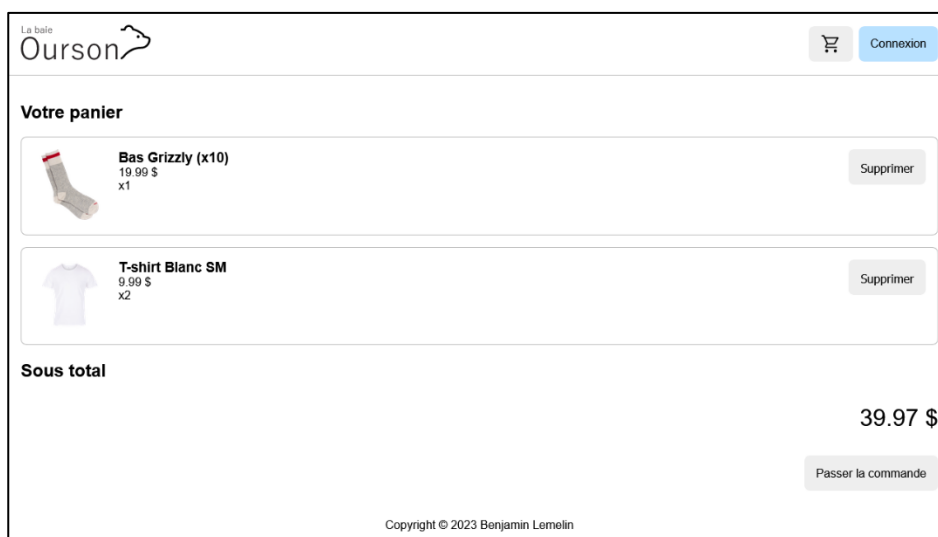 La baie
Ourson
Connexion
Votre panier
Bas Grizzly (x10)
19.99 $
x1
Supprimer
T-shirt Blanc SM
9.99 $
x2
Supprimer
Sous total
39.97 $
Passer la commande
Copyright © 2023 Benjamin Lemelin